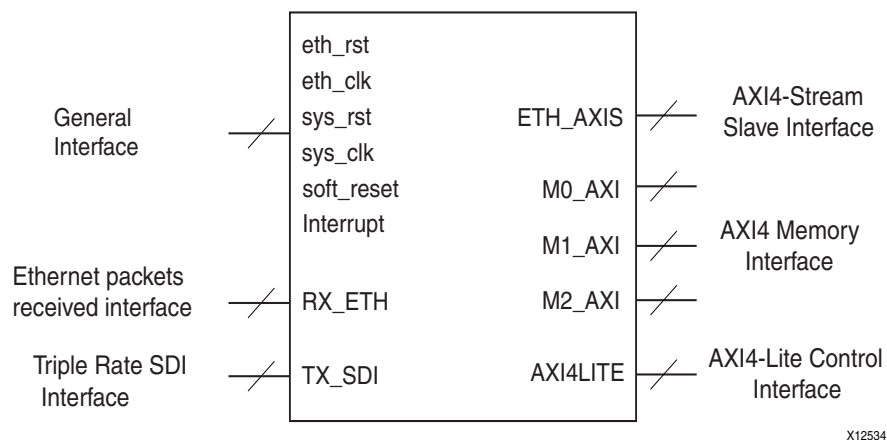 General
Interface
eth_rst
eth_clk
sys_rst
sys_clk
soft_reset
Interrupt
Ethernet packets
received interface
RX_ETH
Triple Rate SDI
Interface
TX_SDI
ETH_AXIS
AXI4-Stream
Slave Interface
M0_AXI
M1_AXI
M2_AXI
AXI4 Memory
Interface
AXI4LITE
AXI4-Lite Control
Interface
X12534